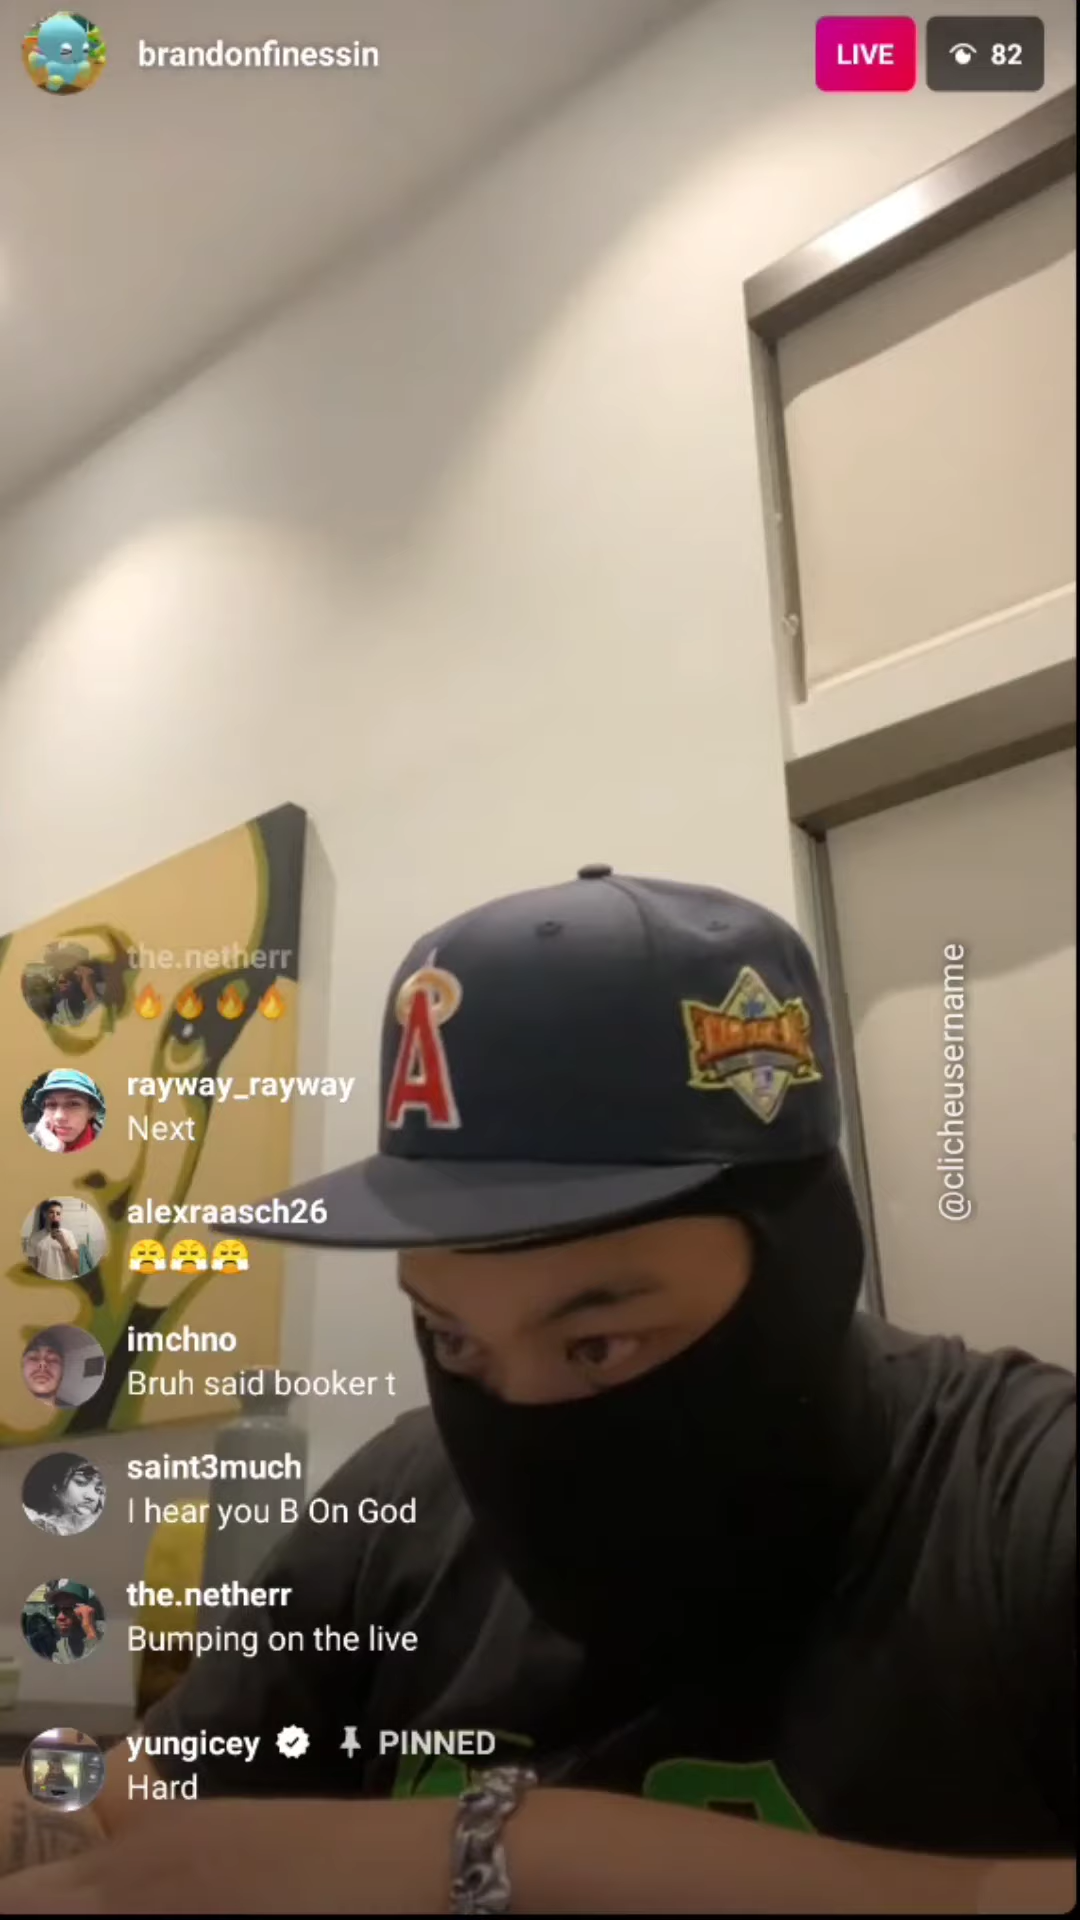 brandonfinessin
LIVE
82
the.netherr
🔥🔥🔥🔥
rayway_rayway
Next
alexraasch26
😤😤😤
imchno
Bruh said booker t
saint3much
I hear you B On God
the.netherr
Bumping on the live
yungicey PINNED
Hard
@clicheusername
A